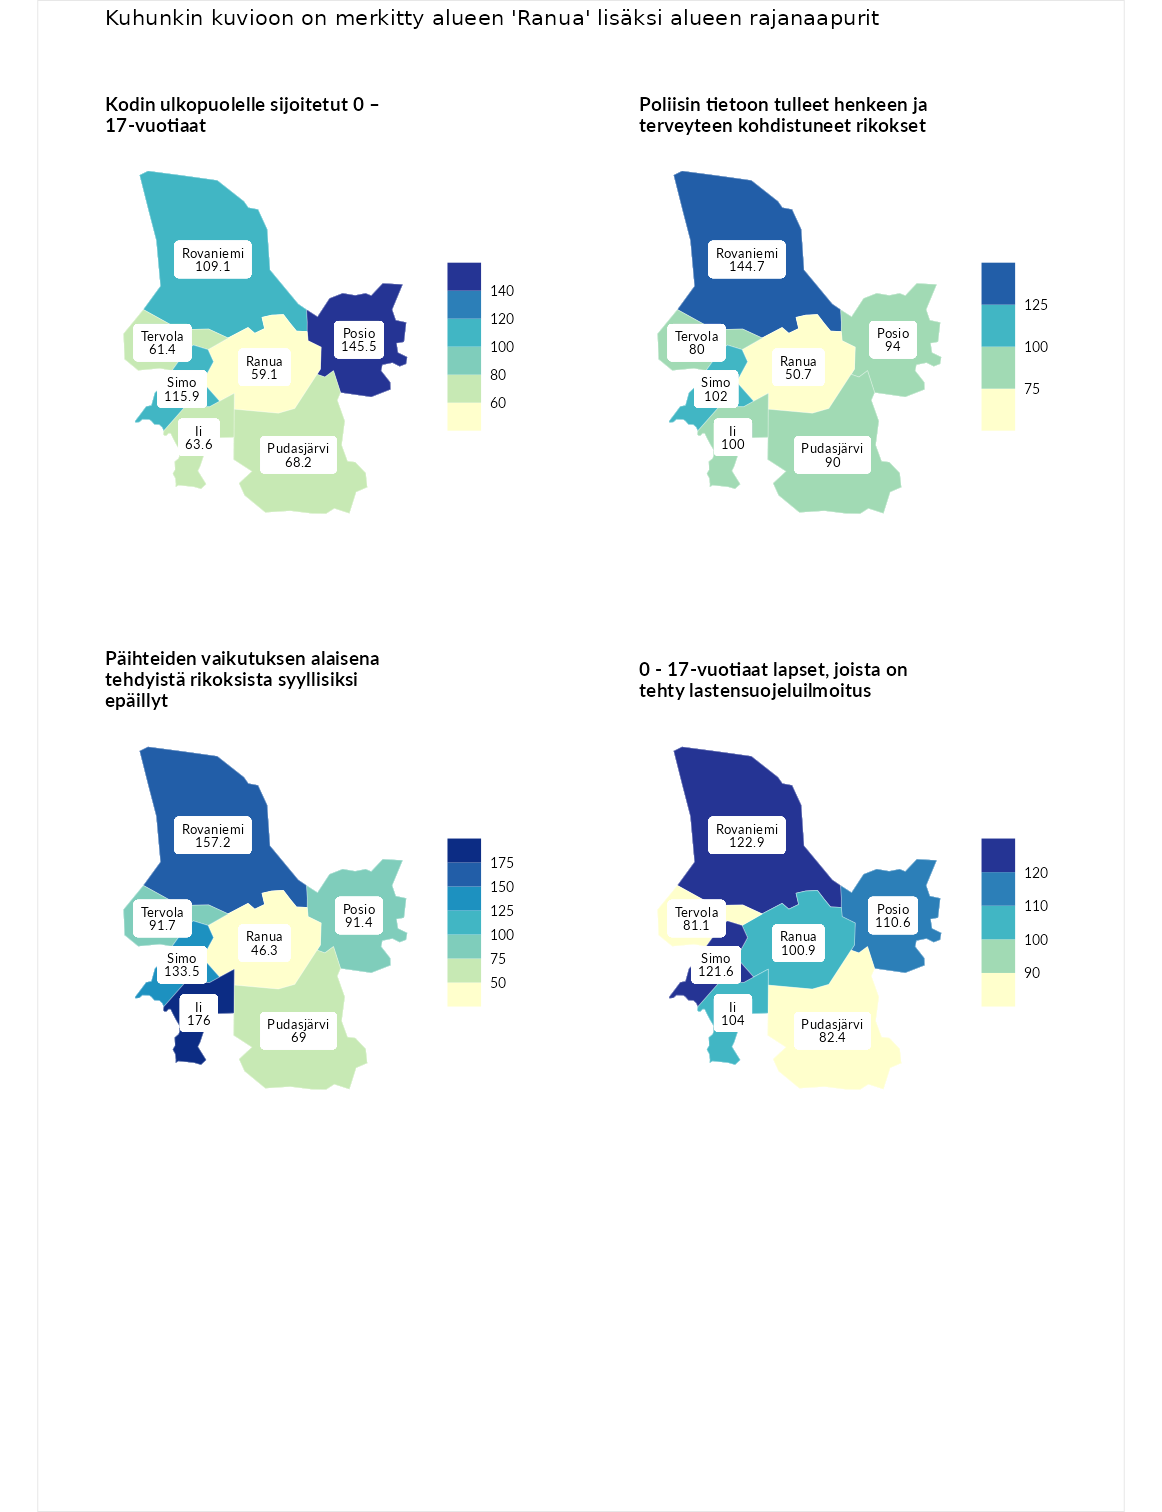 Kuhunkin kuvioon on merkitty alueen 'Ranua' lisäksi alueen rajanaapurit
Kodin ulkopuolelle sijoitetut 0 –
17-vuotiaat
Rovaniemi
109.1
Tervola
61.4
Posio
145.5
Ranua
59.1
Simo
115.9
Ii
63.6
Pudasjärvi
68.2
140
120
100
80
60
Poliisin tietoon tulleet henkeen ja
terveyteen kohdistuneet rikokset
Rovaniemi
144.7
Tervola
80
Posio
94
Ranua
50.7
Simo
102
Ii
100
Pudasjärvi
90
125
100
75
Päihteiden vaikutuksen alaisena
tehdyistä rikoksista syyllisiksi
epäillyt
Rovaniemi
157.2
Tervola
91.7
Posio
91.4
Ranua
46.3
Simo
133.5
Ii
176
Pudasjärvi
69
175
150
125
100
75
50
0 - 17-vuotiaat lapset, joista on
tehty lastensuojeluilmoitus
Rovaniemi
122.9
Tervola
81.1
Posio
110.6
Ranua
100.9
Simo
121.6
Ii
104
Pudasjärvi
82.4
120
110
100
90